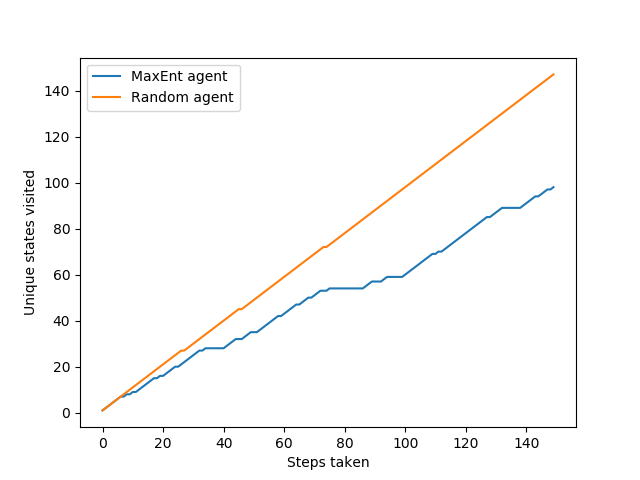 MaxEnt agent
Random agent
140
120
100
80
60
40
20
0
Unique states visited
0 20 40 60 80 100 120 140
Steps taken